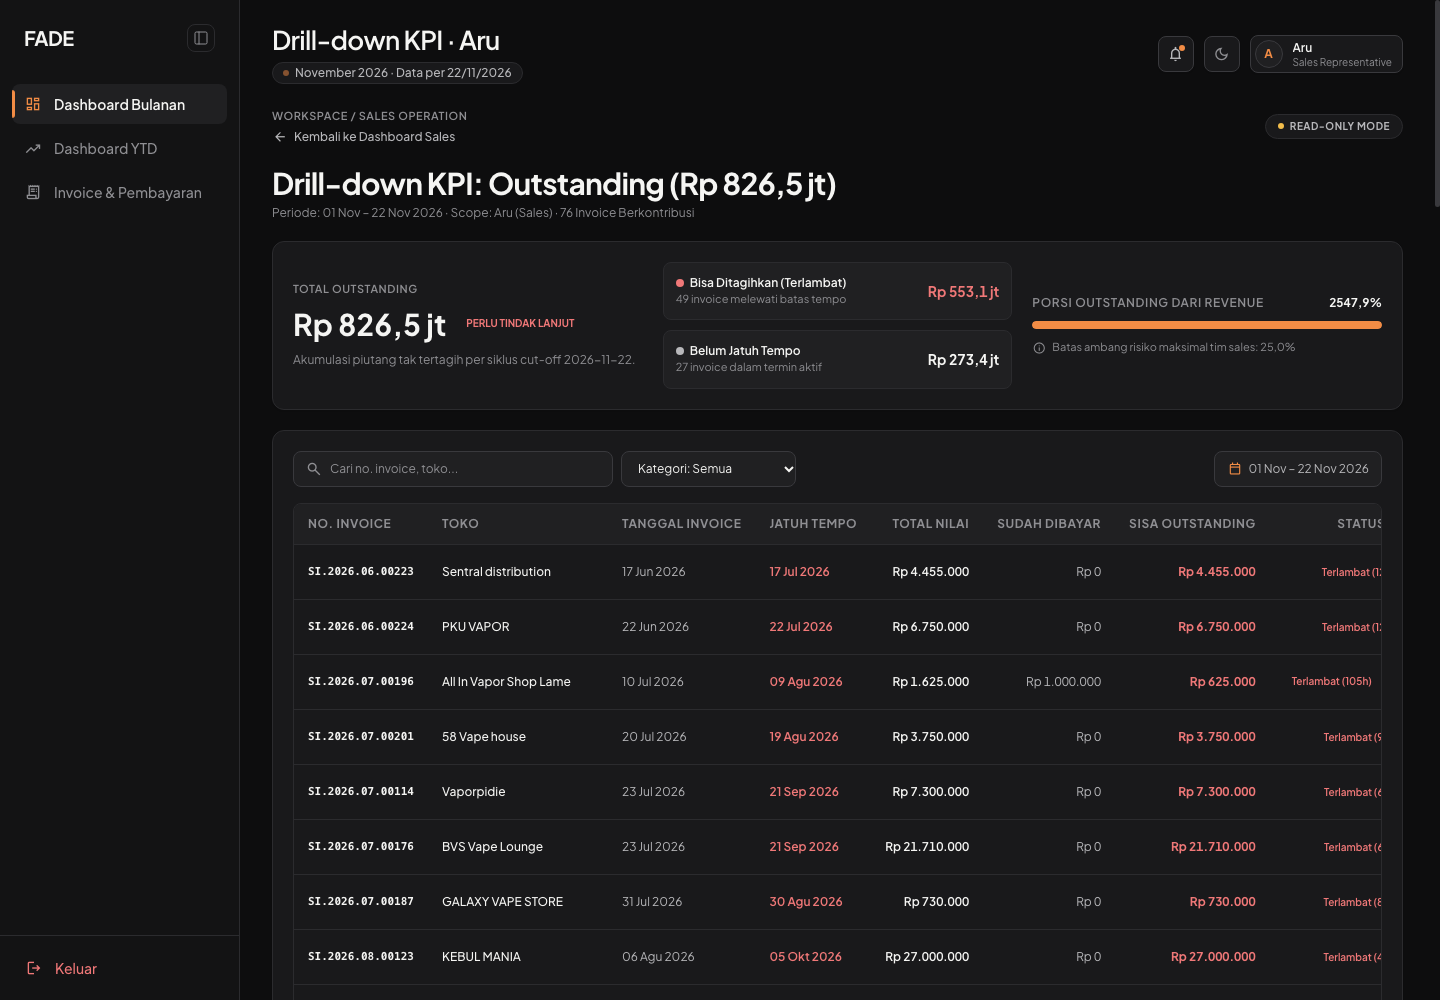 FADE
Dashboard Bulanan
Dashboard YTD
Invoice & Pembayaran
Keluar
Drill-down KPI · Aru
November 2026 · Data per 22/11/2026
A
Aru
Sales Representative
WORKSPACE / SALES OPERATION
Kembali ke Dashboard Sales
READ-ONLY MODE
Drill-down KPI: Outstanding (Rp 826,5 jt)
Periode: 01 Nov – 22 Nov 2026 · Scope: Aru (Sales) · 76 Invoice Berkontribusi
TOTAL OUTSTANDING
Rp 826,5 jt PERLU TINDAK LANJUT
Akumulasi piutang tak tertagih per siklus cut-off 2026-11-22.
Bisa Ditagihkan (Terlambat) Rp 553,1 jt
49 invoice melewati batas tempo
Belum Jatuh Tempo Rp 273,4 jt
27 invoice dalam termin aktif
PORSI OUTSTANDING DARI REVENUE 2547,9%
Batas ambang risiko maksimal tim sales: 25,0%
Cari no. invoice, toko... Kategori: Semua 01 Nov – 22 Nov 2026
NO. INVOICE TOKO TANGGAL INVOICE JATUH TEMPO TOTAL NILAI SUDAH DIBAYAR SISA OUTSTANDING STATUS
SI.2026.06.00223 Sentral distribution 17 Jun 2026 17 Jul 2026 Rp 4.455.000 Rp 0 Rp 4.455.000 Terlambat (12
SI.2026.06.00224 PKU VAPOR 22 Jun 2026 22 Jul 2026 Rp 6.750.000 Rp 0 Rp 6.750.000 Terlambat (12
SI.2026.07.00196 All In Vapor Shop Lame 10 Jul 2026 09 Agu 2026 Rp 1.625.000 Rp 1.000.000 Rp 625.000 Terlambat (105h)
SI.2026.07.00201 58 Vape house 20 Jul 2026 19 Agu 2026 Rp 3.750.000 Rp 0 Rp 3.750.000 Terlambat (9
SI.2026.07.00114 Vaporpidie 23 Jul 2026 21 Sep 2026 Rp 7.300.000 Rp 0 Rp 7.300.000 Terlambat (6
SI.2026.07.00176 BVS Vape Lounge 23 Jul 2026 21 Sep 2026 Rp 21.710.000 Rp 0 Rp 21.710.000 Terlambat (6
SI.2026.07.00187 GALAXY VAPE STORE 31 Jul 2026 30 Agu 2026 Rp 730.000 Rp 0 Rp 730.000 Terlambat (8
SI.2026.08.00123 KEBUL MANIA 06 Agu 2026 05 Okt 2026 Rp 27.000.000 Rp 0 Rp 27.000.000 Terlambat (4